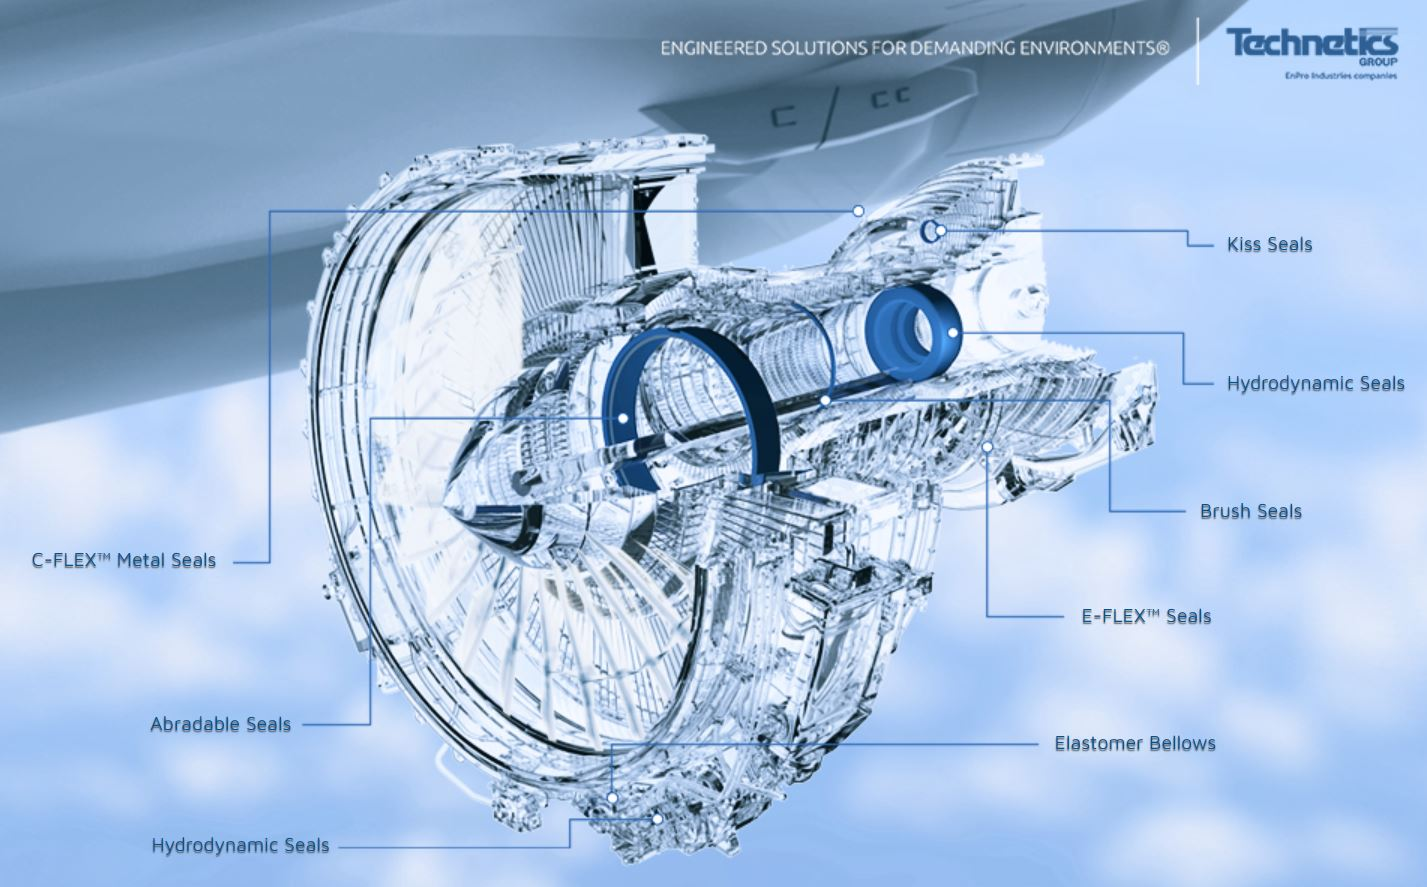 ENGINEERED SOLUTIONS FOR DEMANDING ENVIRONMENTS®
Technetics
GROUP
EnPro Industries companies
Kiss Seals
Hydrodynamic Seals
Brush Seals
C-FLEX™ Metal Seals
E-FLEX™ Seals
Abradable Seals
Elastomer Bellows
Hydrodynamic Seals